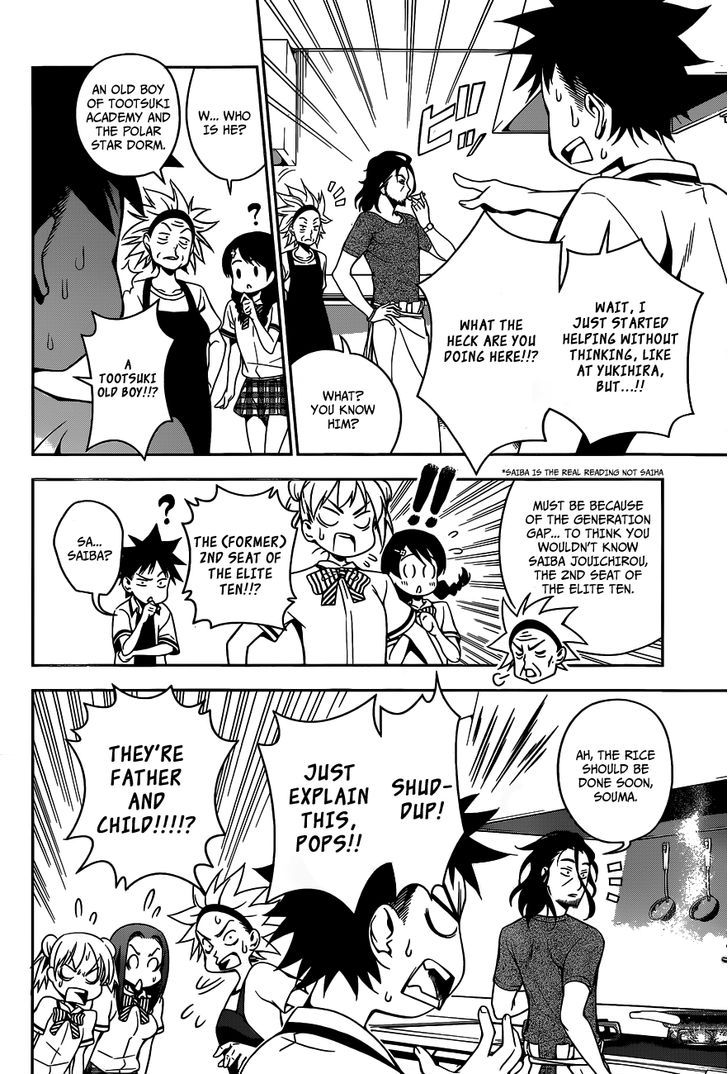 WAIT, I
JUST STARTED
HELPING WITHOUT
THINKING, LIKE
AT YUKIHIRA,
BUT...!!
WHAT THE
HECK ARE YOU
DOING HERE!!?
ビッ
WHAT?
YOU KNOW
HIM?
W... WHO
IS HE?
?
AN OLD BOY
OF TOOTSUKI
ACADEMY AND
THE POLAR
STAR DORM.
A
TOOTSUKI
OLD BOY!!?
*SAIBA IS THE REAL READING NOT SAIHA
MUST BE BECAUSE
OF THE GENERATION
GAP... TO THINK YOU
WOULDN'T KNOW
SAIBA JOUICHIROU,
THE 2ND SEAT OF
THE ELITE TEN.
!!
THE (FORMER)
2ND SEAT OF
THE ELITE
TEN!!?
?
SA...
SAIBA?
AH, THE RICE
SHOULD BE
DONE SOON,
SOUMA.
SHUD-
DUP!
JUST
EXPLAIN
THIS,
POPS!!
THEY'RE
FATHER
AND
CHILD!!!!?